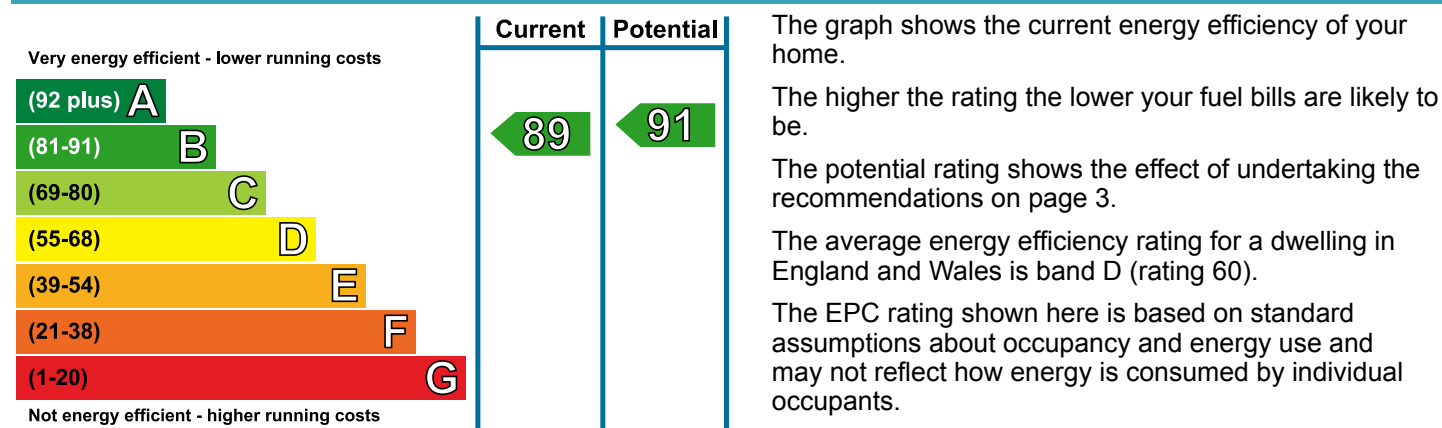 Very energy efficient - lower running costs
(92 plus) A
(81-91) B
(69-80) C
(55-68) D
(39-54) E
(21-38) F
(1-20) G
Not energy efficient - higher running costs
Current Potential
89 91
The graph shows the current energy efficiency of your
home.
The higher the rating the lower your fuel bills are likely to
be.
The potential rating shows the effect of undertaking the
recommendations on page 3.
The average energy efficiency rating for a dwelling in
England and Wales is band D (rating 60).
The EPC rating shown here is based on standard
assumptions about occupancy and energy use and
may not reflect how energy is consumed by individual
occupants.